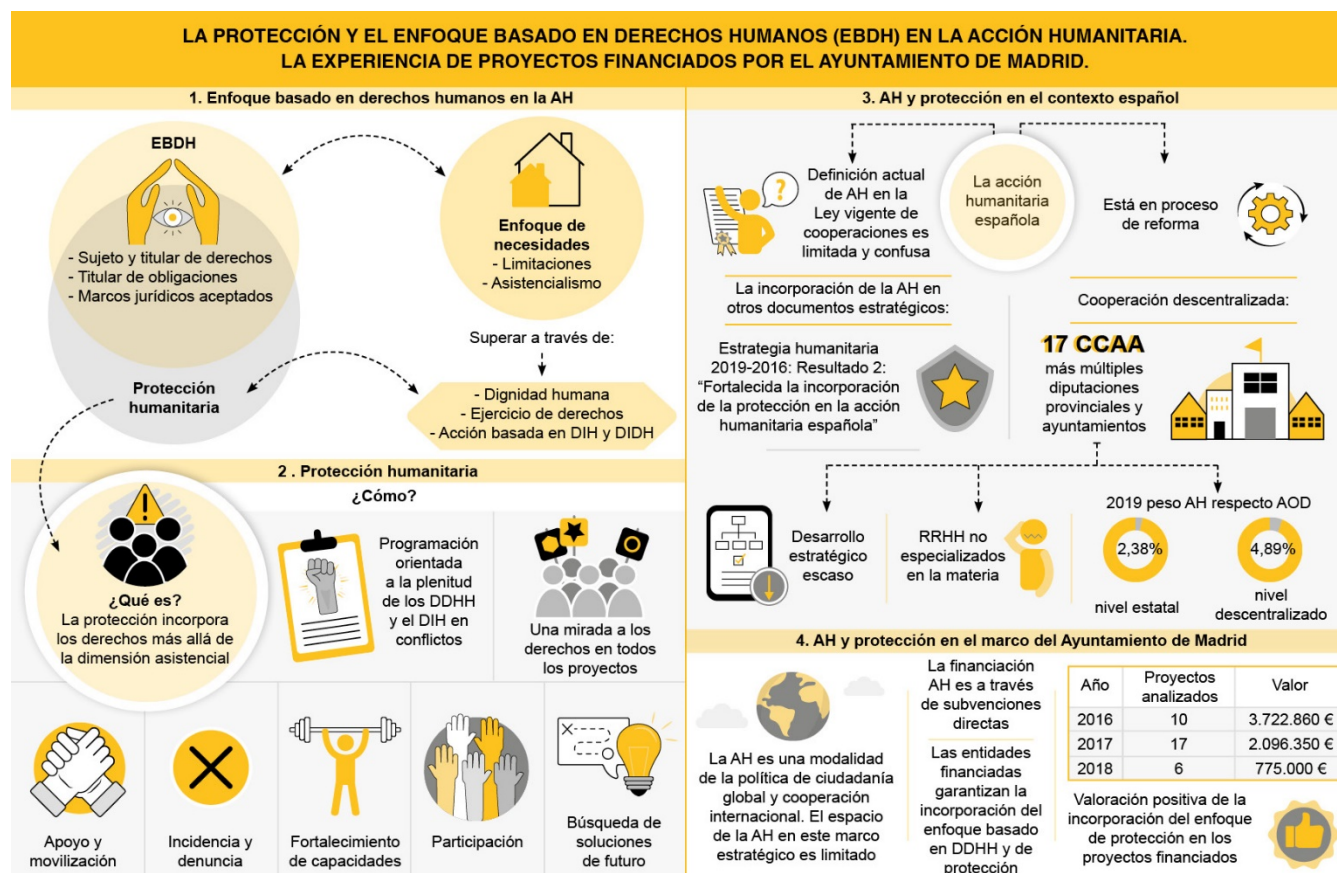 LA PROTECCIÓN Y EL ENFOQUE BASADO EN DERECHOS HUMANOS (EBDH) EN LA ACCIÓN HUMANITARIA.
LA EXPERIENCIA DE PROYECTOS FINANCIADOS POR EL AYUNTAMIENTO DE MADRID.
1. Enfoque basado en derechos humanos en la AH
EBDH
- Sujeto y titular de derechos
- Titular de obligaciones
- Marcos jurídicos aceptados
Protección
humanitaria
Enfoque de
necesidades
- Limitaciones
- Asistencialismo
Superar a través de:
- Dignidad humana
- Ejercicio de derechos
- Acción basada en DIH y DIDH
2 . Protección humanitaria
¿Qué es?
La protección incorpora
los derechos más allá de
la dimensión asistencial
¿Cómo?
Programación
orientada
a la plenitud
de los DDHH
y el DIH en
conflictos
Una mirada a los
derechos en todos
los proyectos
Apoyo y
movilización
Incidencia y
denuncia
Fortalecimiento
de capacidades
Participación
Búsqueda de
soluciones
de futuro
3. AH y protección en el contexto español
La acción
humanitaria
española
?
Definición actual
de AH en la
Ley vigente de
cooperaciones es
limitada y confusa
Está en proceso
de reforma
La incorporación de la AH en
otros documentos estratégicos:
Estrategia humanitaria
2019-2016: Resultado 2:
“Fortalecida la incorporación
de la protección en la acción
humanitaria española”
Cooperación descentralizada:
17 CCAA
más múltiples
diputaciones
provinciales y
ayuntamientos
Desarrollo
estratégico
escaso
RRHH no
especializados
en la materia
2019 peso AH respecto AOD
2,38%
nivel estatal
4,89%
nivel
descentralizado
4. AH y protección en el marco del Ayuntamiento de Madrid
La AH es una modalidad
de la política de ciudadanía
global y cooperación
internacional. El espacio
de la AH en este marco
estratégico es limitado
La financiación
AH es a través
de subvenciones
directas
Las entidades
financiadas
garantizan la
incorporación del
enfoque basado
en DDHH y de
protección
Año Proyectos analizados Valor
2016 10 3.722.860 €
2017 17 2.096.350 €
2018 6 775.000 €
Valoración positiva de la
incorporación del enfoque
de protección en los
proyectos financiados